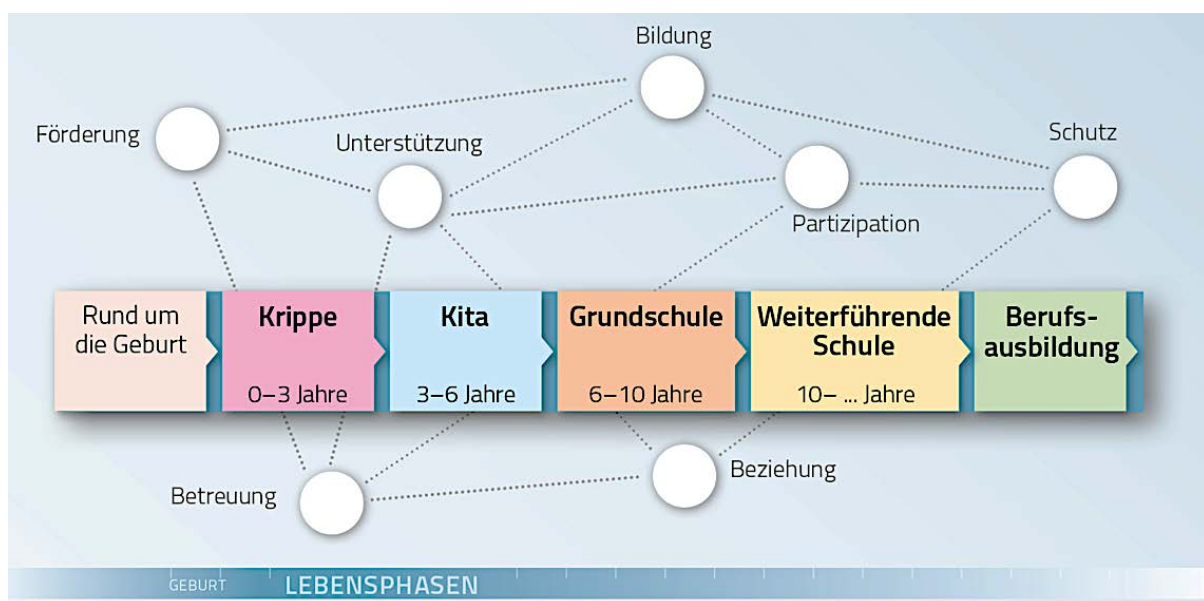 Bildung
Förderung
Unterstützung
Schutz
Partizipation
Rund um
die Geburt
Krippe
0–3 Jahre
Kita
3–6 Jahre
Grundschule
6–10 Jahre
Weiterführende
Schule
10– ... Jahre
Berufs-
ausbildung
Betreuung
Beziehung
GEBURT
LEBENSPHASEN